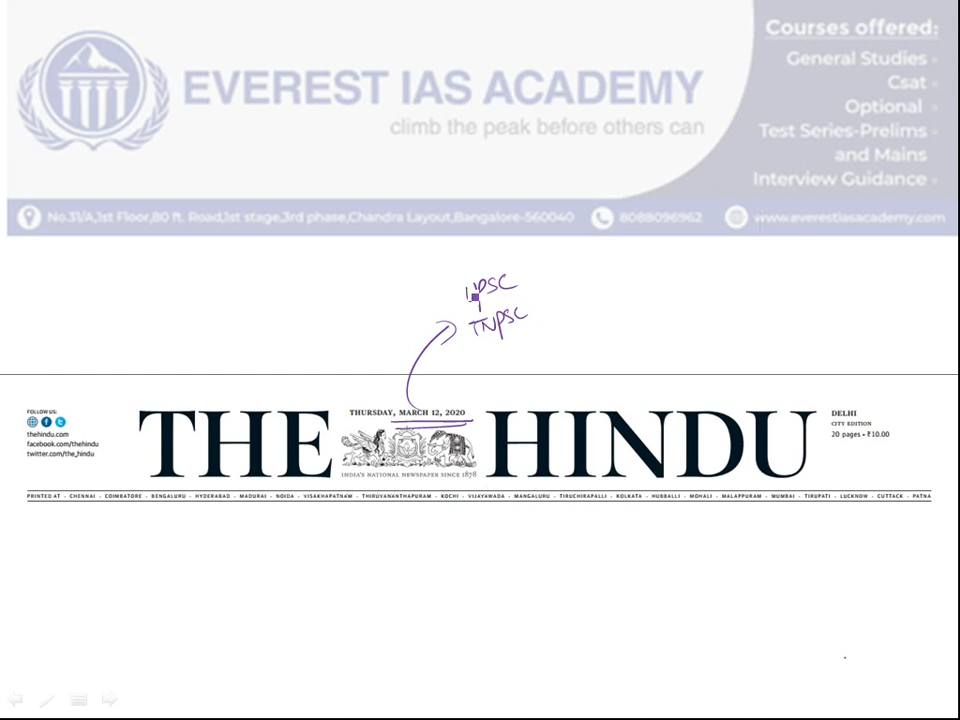 EVEREST IAS ACADEMY
climb the peak before others can
Courses offered:
General Studies
Csat
Optional
Test Series-Prelims
and Mains
Interview Guidance
No.31/A,1st Floor,80 ft. Road,1st stage,3rd phase,Chandra Layout,Bangalore-560040
8088096962
www.everestiasacademy.com
UPSC
TNPSC
FOLLOW US:
thehindu.com
facebook.com/thehindu
twitter.com/the_hindu
THE HINDU
THURSDAY, MARCH 12, 2020
INDIA'S NATIONAL NEWSPAPER SINCE 1878
DELHI
CITY EDITION
20 pages • ₹10.00
PRINTED AT • CHENNAI • COIMBATORE • BENGALURU • HYDERABAD • MADURAI • NOIDA • VISAKHAPATNAM • THIRUVANANTHAPURAM • KOCHI • VIJAYAWADA • MANGALURU • TIRUCHIRAPALLI • KOLKATA • HUBBALLI • MOHALI • MALAPPURAM • MUMBAI • TIRUPATI • LUCKNOW • CUTTACK • PATNA